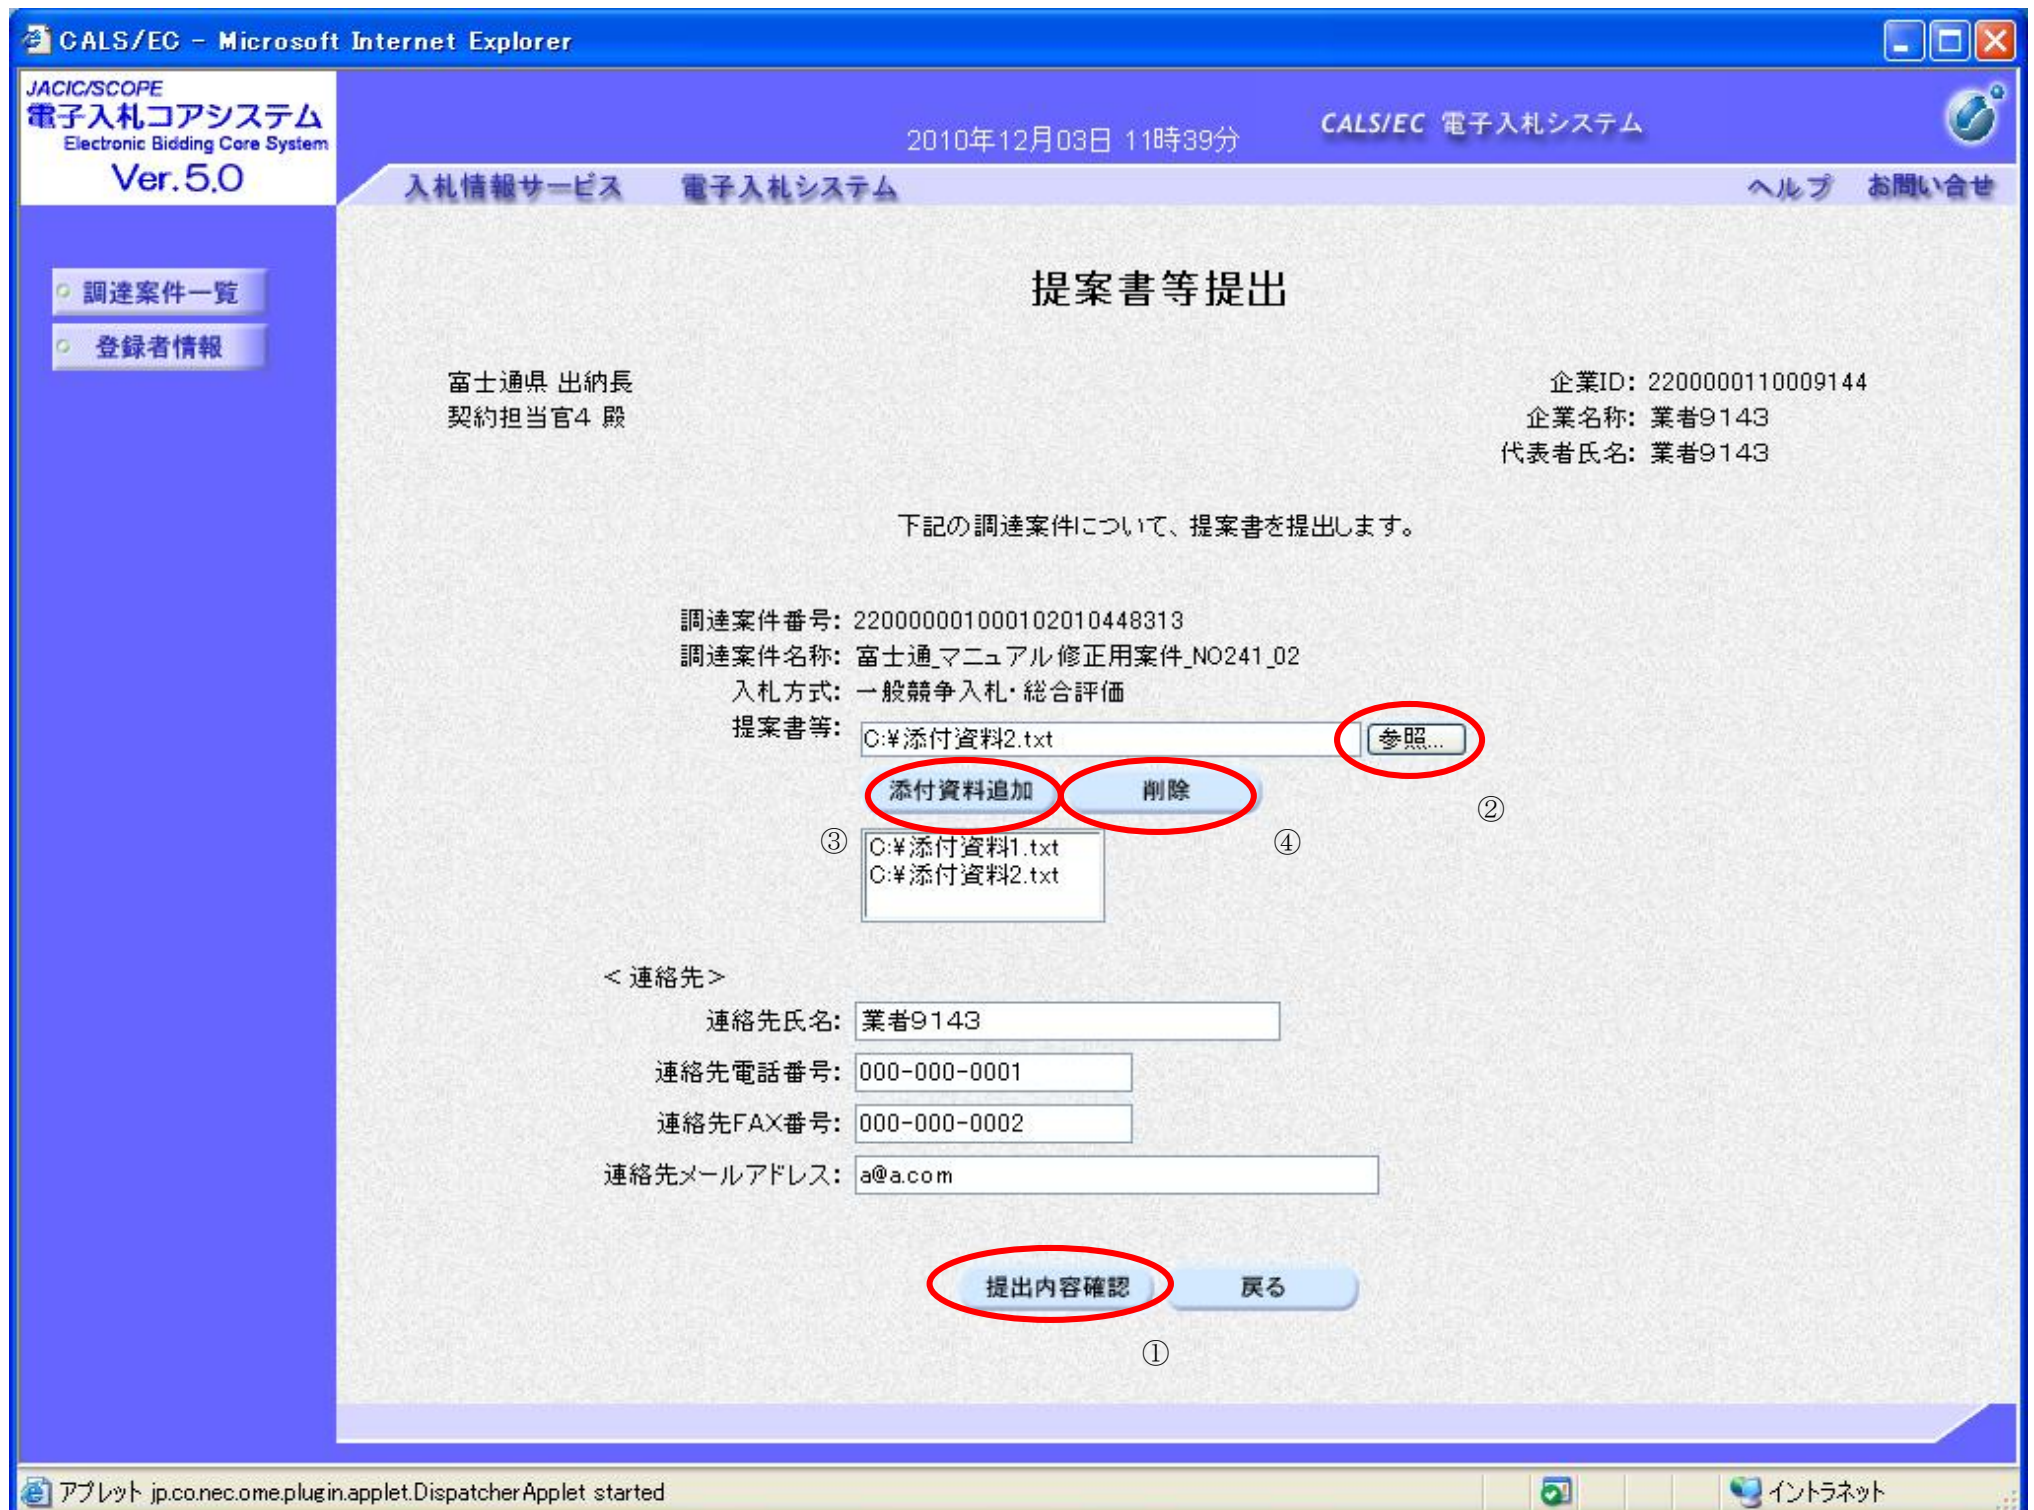 CALS/EC - Microsoft Internet Explorer
JACIC/SCOPE
電子入札コアシステム
Electronic Bidding Core System
Ver.5.0
2010年12月03日 11時39分
CALS/EC 電子入札システム
入札情報サービス 電子入札システム ヘルプ お問い合せ
調達案件一覧
登録者情報
提案書等提出
富士通県 出納長
契約担当官4 殿
企業ID: 2200000110009144
企業名称: 業者9143
代表者氏名: 業者9143
下記の調達案件について、提案書を提出します。
調達案件番号: 220000001000102010448313
調達案件名称: 富士通_マニュアル修正用案件_NO241_02
入札方式: 一般競争入札・総合評価
提案書等: C:¥添付資料2.txt 参照...
②
添付資料追加 削除
③ ④
C:¥添付資料1.txt
C:¥添付資料2.txt
＜連絡先＞
連絡先氏名: 業者9143
連絡先電話番号: 000-000-0001
連絡先FAX番号: 000-000-0002
連絡先メールアドレス: a@a.com
提出内容確認 戻る
①
アプレット jp.co.nec.ome.plugin.applet.DispatcherApplet started
イントラネット